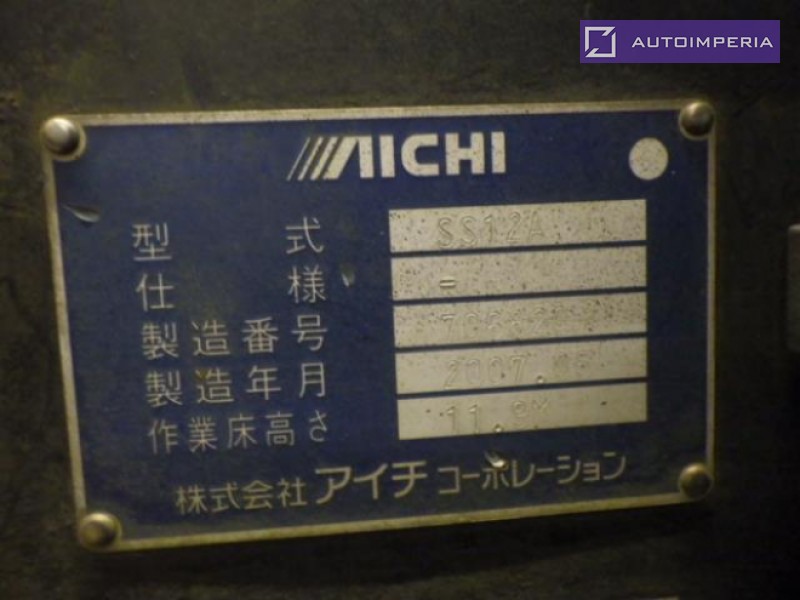 AUTOIMPERIA
AICHI
型式 SS12A
仕様 =
製造番号
製造年月
作業床高さ
株式会社アイチコーポレーション